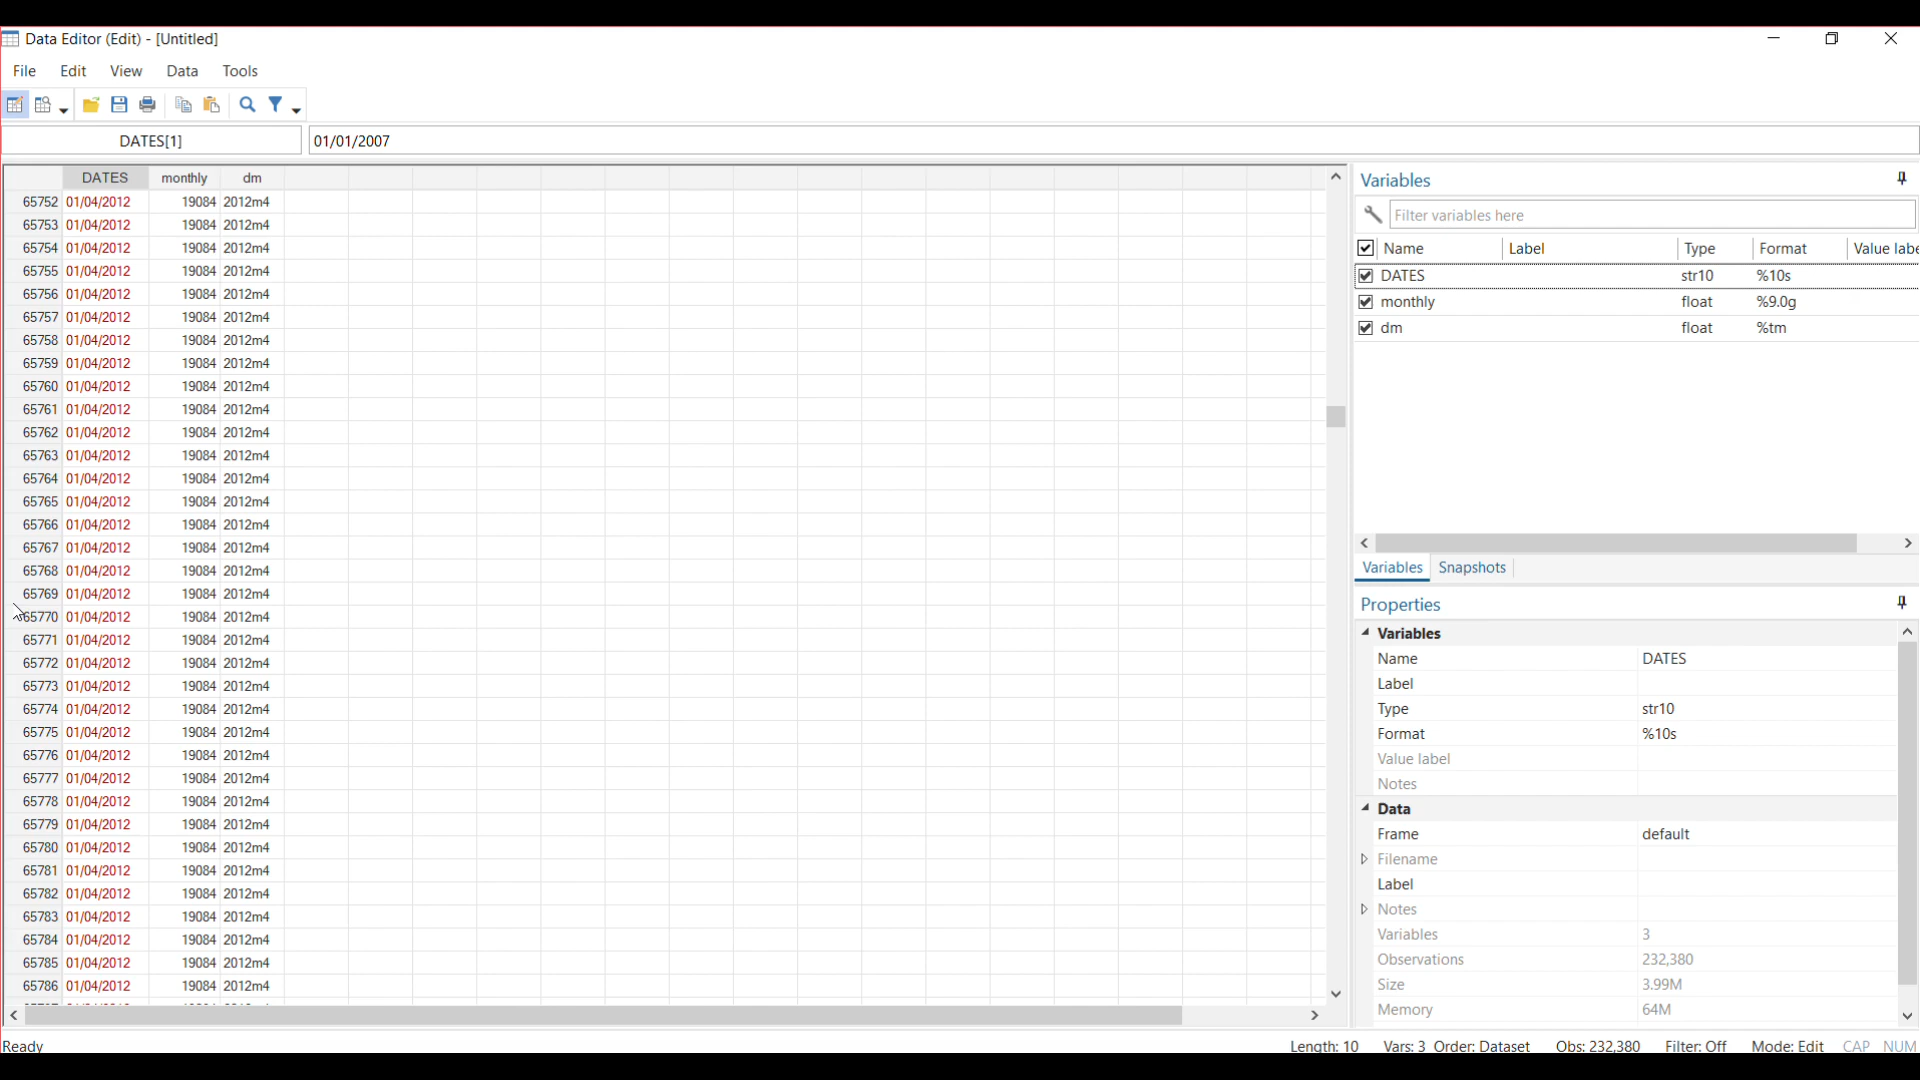 Data Editor (Edit) - [Untitled]
File Edit View Data Tools
DATES[1] 01/01/2007
DATES monthly dm
65752 01/04/2012 19084 2012m4
65753 01/04/2012 19084 2012m4
65754 01/04/2012 19084 2012m4
65755 01/04/2012 19084 2012m4
65756 01/04/2012 19084 2012m4
65757 01/04/2012 19084 2012m4
65758 01/04/2012 19084 2012m4
65759 01/04/2012 19084 2012m4
65760 01/04/2012 19084 2012m4
65761 01/04/2012 19084 2012m4
65762 01/04/2012 19084 2012m4
65763 01/04/2012 19084 2012m4
65764 01/04/2012 19084 2012m4
65765 01/04/2012 19084 2012m4
65766 01/04/2012 19084 2012m4
65767 01/04/2012 19084 2012m4
65768 01/04/2012 19084 2012m4
65769 01/04/2012 19084 2012m4
65770 01/04/2012 19084 2012m4
65771 01/04/2012 19084 2012m4
65772 01/04/2012 19084 2012m4
65773 01/04/2012 19084 2012m4
65774 01/04/2012 19084 2012m4
65775 01/04/2012 19084 2012m4
65776 01/04/2012 19084 2012m4
65777 01/04/2012 19084 2012m4
65778 01/04/2012 19084 2012m4
65779 01/04/2012 19084 2012m4
65780 01/04/2012 19084 2012m4
65781 01/04/2012 19084 2012m4
65782 01/04/2012 19084 2012m4
65783 01/04/2012 19084 2012m4
65784 01/04/2012 19084 2012m4
65785 01/04/2012 19084 2012m4
65786 01/04/2012 19084 2012m4
Variables
Filter variables here
Name Label Type Format Value labe
DATES str10 %10s
monthly float %9.0g
dm float %tm
Variables Snapshots
Properties
Variables
Name DATES
Label
Type str10
Format %10s
Value label
Notes
Data
Frame default
Filename
Label
Notes
Variables 3
Observations 232,380
Size 3.99M
Memory 64M
Ready Length: 10 Vars: 3 Order: Dataset Obs: 232,380 Filter: Off Mode: Edit CAP NUM